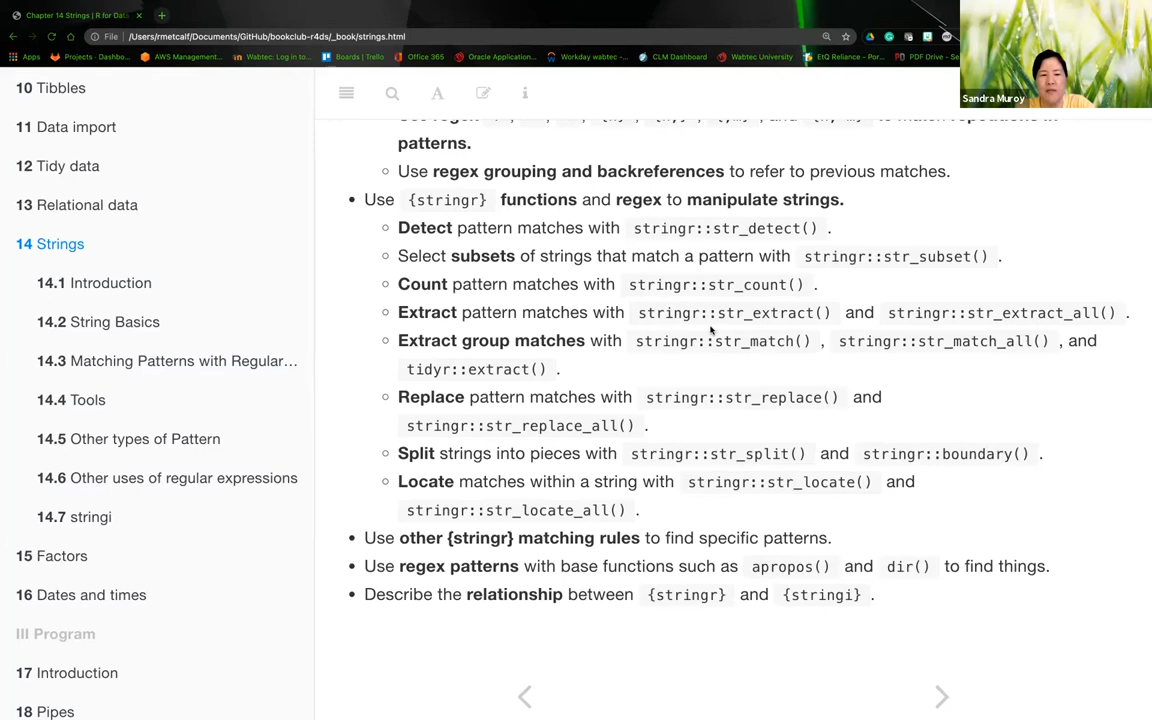 Chapter 14 Strings | R for Dat
File /Users/rmetcalf/Documents/GitHub/bookclub-r4ds/_book/strings.html
Apps Projects · Dashbo... AWS Management... Wabtec: Log in to... Boards | Trello Office 365 Oracle Application... Workday wabtec -... CLM Dashboard Wabtec University EtQ Reliance – Por... PDF Drive - Se
Sandra Muroy
10 Tibbles
11 Data import
12 Tidy data
13 Relational data
14 Strings
14.1 Introduction
14.2 String Basics
14.3 Matching Patterns with Regular...
14.4 Tools
14.5 Other types of Pattern
14.6 Other uses of regular expressions
14.7 stringi
15 Factors
16 Dates and times
III Program
17 Introduction
18 Pipes
patterns.
Use regex grouping and backreferences to refer to previous matches.
Use {stringr} functions and regex to manipulate strings.
Detect pattern matches with stringr::str_detect() .
Select subsets of strings that match a pattern with stringr::str_subset() .
Count pattern matches with stringr::str_count() .
Extract pattern matches with stringr::str_extract() and stringr::str_extract_all() .
Extract group matches with stringr::str_match() , stringr::str_match_all() , and
tidyr::extract() .
Replace pattern matches with stringr::str_replace() and
stringr::str_replace_all() .
Split strings into pieces with stringr::str_split() and stringr::boundary() .
Locate matches within a string with stringr::str_locate() and
stringr::str_locate_all() .
Use other {stringr} matching rules to find specific patterns.
Use regex patterns with base functions such as apropos() and dir() to find things.
Describe the relationship between {stringr} and {stringi} .